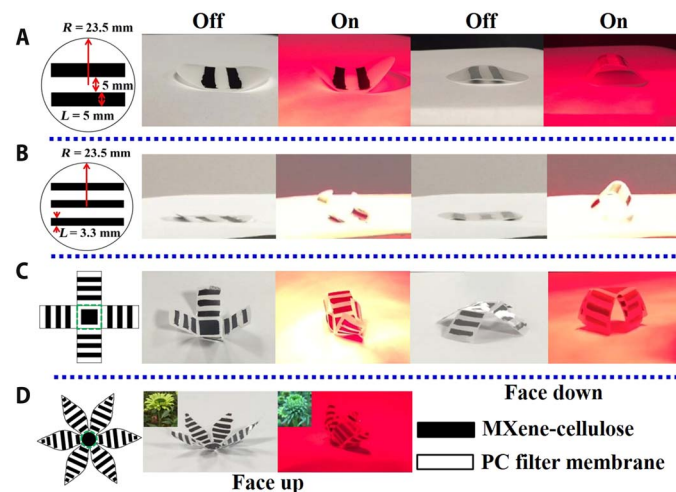 Off
On
Off
On
A
R = 23.5 mm
5 mm
L = 5 mm
B
R = 23.5 mm
L = 3.3 mm
C
D
Face up
Face down
MXene-cellulose
PC filter membrane